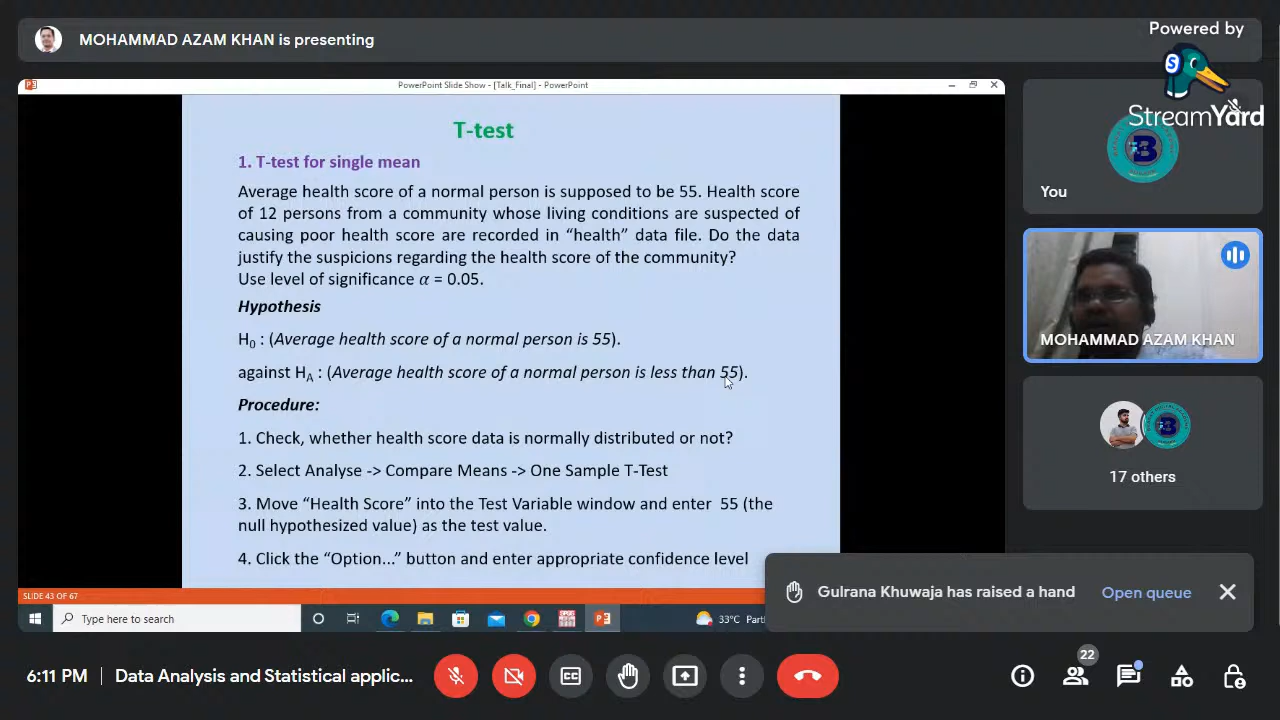 Powered by
StreamYard
MOHAMMAD AZAM KHAN is presenting
PowerPoint Slide Show - [Talk_Final] - PowerPoint
T-test
1. T-test for single mean
Average health score of a normal person is supposed to be 55. Health score
of 12 persons from a community whose living conditions are suspected of
causing poor health score are recorded in “health” data file. Do the data
justify the suspicions regarding the health score of the community?
Use level of significance α = 0.05.
Hypothesis
H0 : (Average health score of a normal person is 55).
against HA : (Average health score of a normal person is less than 55).
Procedure:
1. Check, whether health score data is normally distributed or not?
2. Select Analyse -> Compare Means -> One Sample T-Test
3. Move “Health Score” into the Test Variable window and enter 55 (the
null hypothesized value) as the test value.
4. Click the “Option...” button and enter appropriate confidence level
SLIDE 43 OF 67
Type here to search
33°C Part
You
MOHAMMAD AZAM KHAN
17 others
Gulrana Khuwaja has raised a hand
Open queue
6:11 PM | Data Analysis and Statistical applic...
22